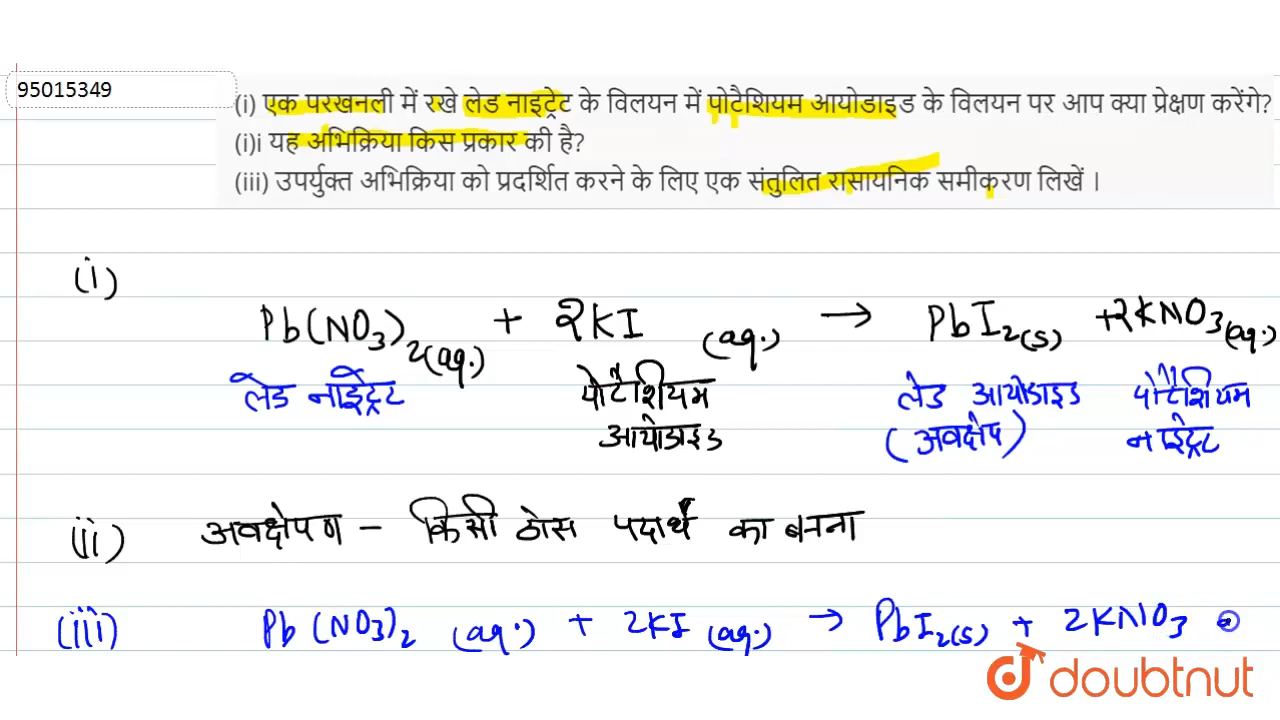 95015349
(i) एक परखनली में रखे लेड नाइट्रेट के विलयन में पोटैशियम आयोडाइड के विलयन पर आप क्या प्रेक्षण करेंगे?
(i)i यह अभिक्रिया किस प्रकार की है?
(iii) उपर्युक्त अभिक्रिया को प्रदर्शित करने के लिए एक संतुलित रासायनिक समीकरण लिखें ।
(i)
Pb(NO3)2(aq.) + 2KI (aq.) → PbI2(s) + 2KNO3(aq.)
लेड नाईट्रेट पोटैशियम लेड आयोडाइड पोटैशियम
आयोडाइड (अवक्षेप) नाईट्रेट
(ii) अवक्षेपण – किसी ठोस पदार्थ का बनना
(iii) Pb(NO3)2 (aq.) + 2KI (aq.) → PbI2(s) + 2KNO3
doubtnut